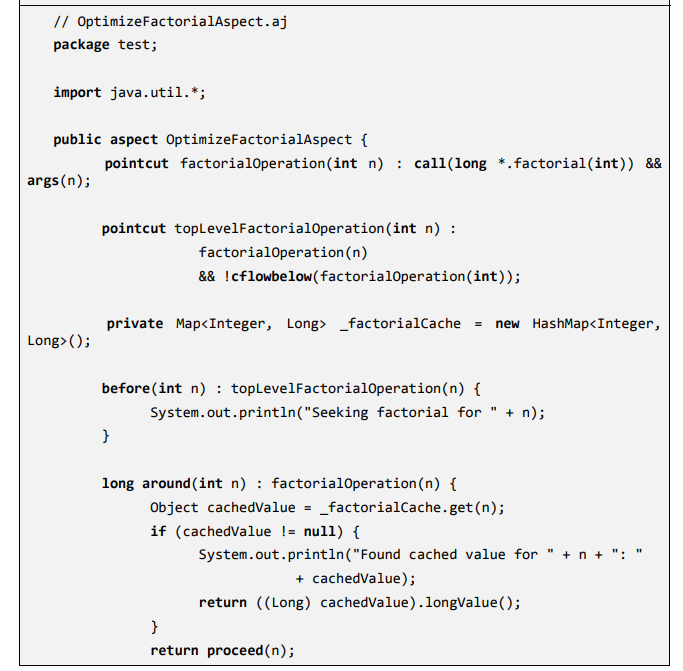 // OptimizeFactorialAspect.aj
package test;
import java.util.*;
public aspect OptimizeFactorialAspect {
pointcut factorialOperation(int n) : call(long *.factorial(int)) &&
args(n);
pointcut topLevelFactorialOperation(int n) :
factorialOperation(n)
&& !cflowbelow(factorialOperation(int));
private Map<Integer, Long> _factorialCache = new HashMap<Integer,
Long>();
before(int n) : topLevelFactorialOperation(n) {
System.out.println("Seeking factorial for " + n);
}
long around(int n) : factorialOperation(n) {
Object cachedValue = _factorialCache.get(n);
if (cachedValue != null) {
System.out.println("Found cached value for " + n + ": "
+ cachedValue);
return ((Long) cachedValue).longValue();
}
return proceed(n);